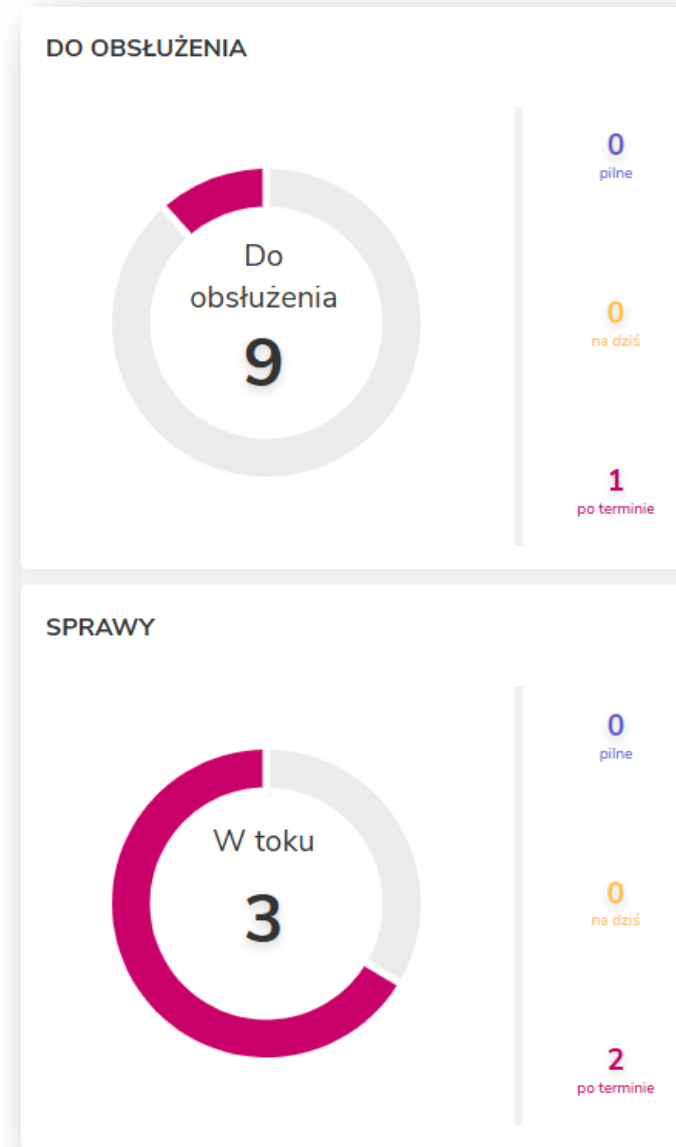 DO OBSŁUŻENIA
Do
obsłużenia
9
0
pilne
0
na dziś
1
po terminie
SPRAWY
W toku
3
0
pilne
0
na dziś
2
po terminie